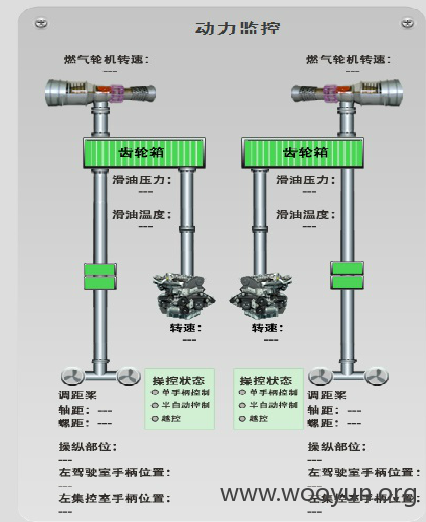 动力监控
燃气轮机转速： 燃气轮机转速：
--- ---
齿轮箱 齿轮箱
滑油压力： 滑油压力：
--- ---
滑油温度： 滑油温度：
--- ---
转速： 转速：
--- ---
操控状态 操控状态
单手柄控制 单手柄控制
半自动控制 半自动控制
越控 越控
调距桨 调距桨
轴距：--- 轴距：---
螺距：--- 螺距：---
操纵部位： 操纵部位：
--- ---
左驾驶室手柄位置： 左驾驶室手柄位置：
--- ---
左集控室手柄位置： 左集控室手柄位置：
--- ---
www.wooyun.org